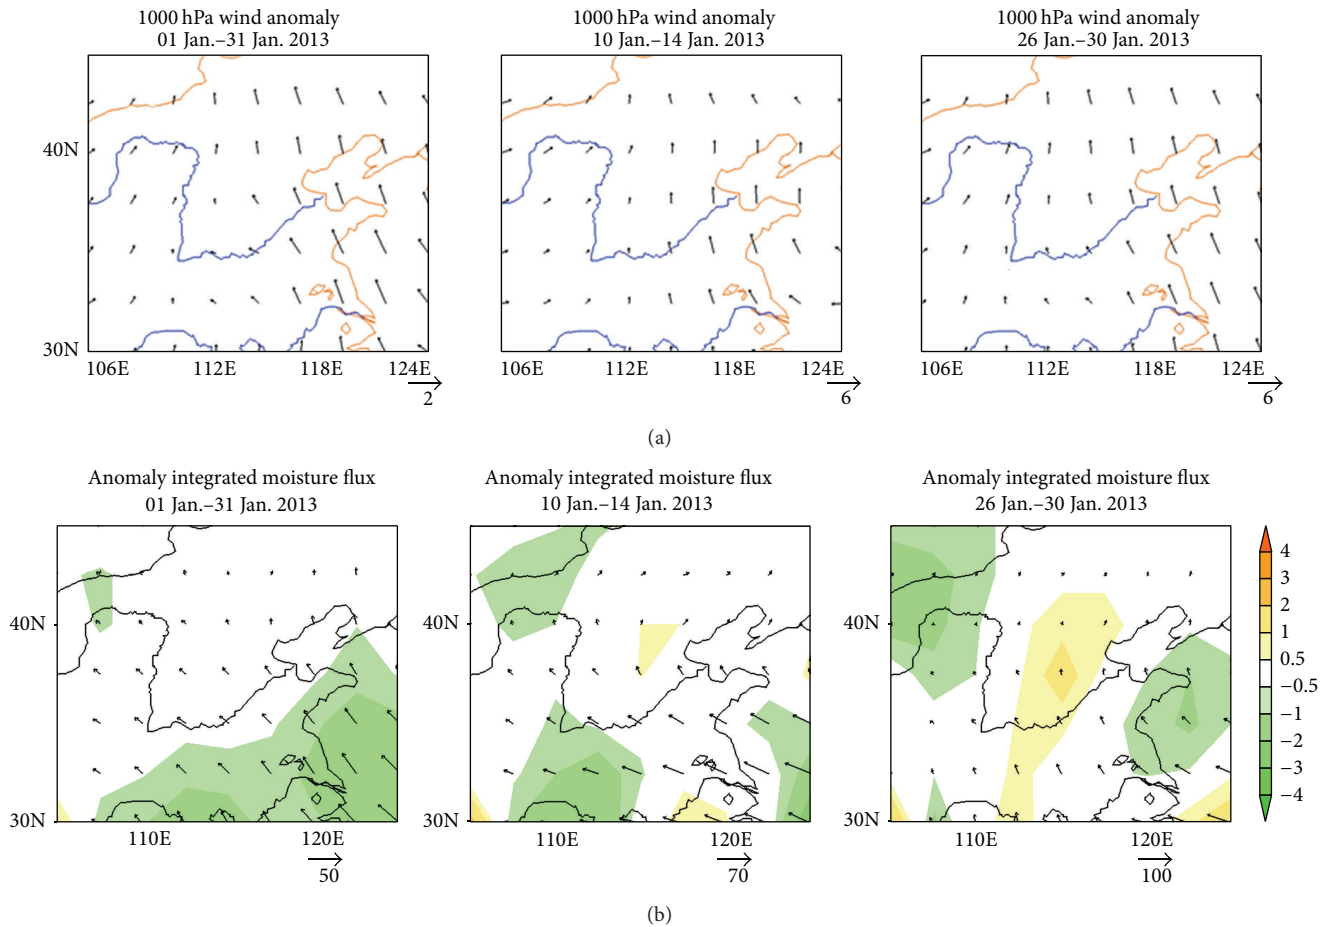 1000 hPa wind anomaly
01 Jan.–31 Jan. 2013
1000 hPa wind anomaly
10 Jan.–14 Jan. 2013
1000 hPa wind anomaly
26 Jan.–30 Jan. 2013
40N
30N
106E 112E 118E 124E
2
106E 112E 118E 124E
6
106E 112E 118E 124E
6
(a)
Anomaly integrated moisture flux
01 Jan.–31 Jan. 2013
Anomaly integrated moisture flux
10 Jan.–14 Jan. 2013
Anomaly integrated moisture flux
26 Jan.–30 Jan. 2013
40N
30N
110E 120E
50
40N
30N
110E 120E
70
40N
30N
110E 120E
100
4
3
2
1
0.5
−0.5
−1
−2
−3
−4
(b)